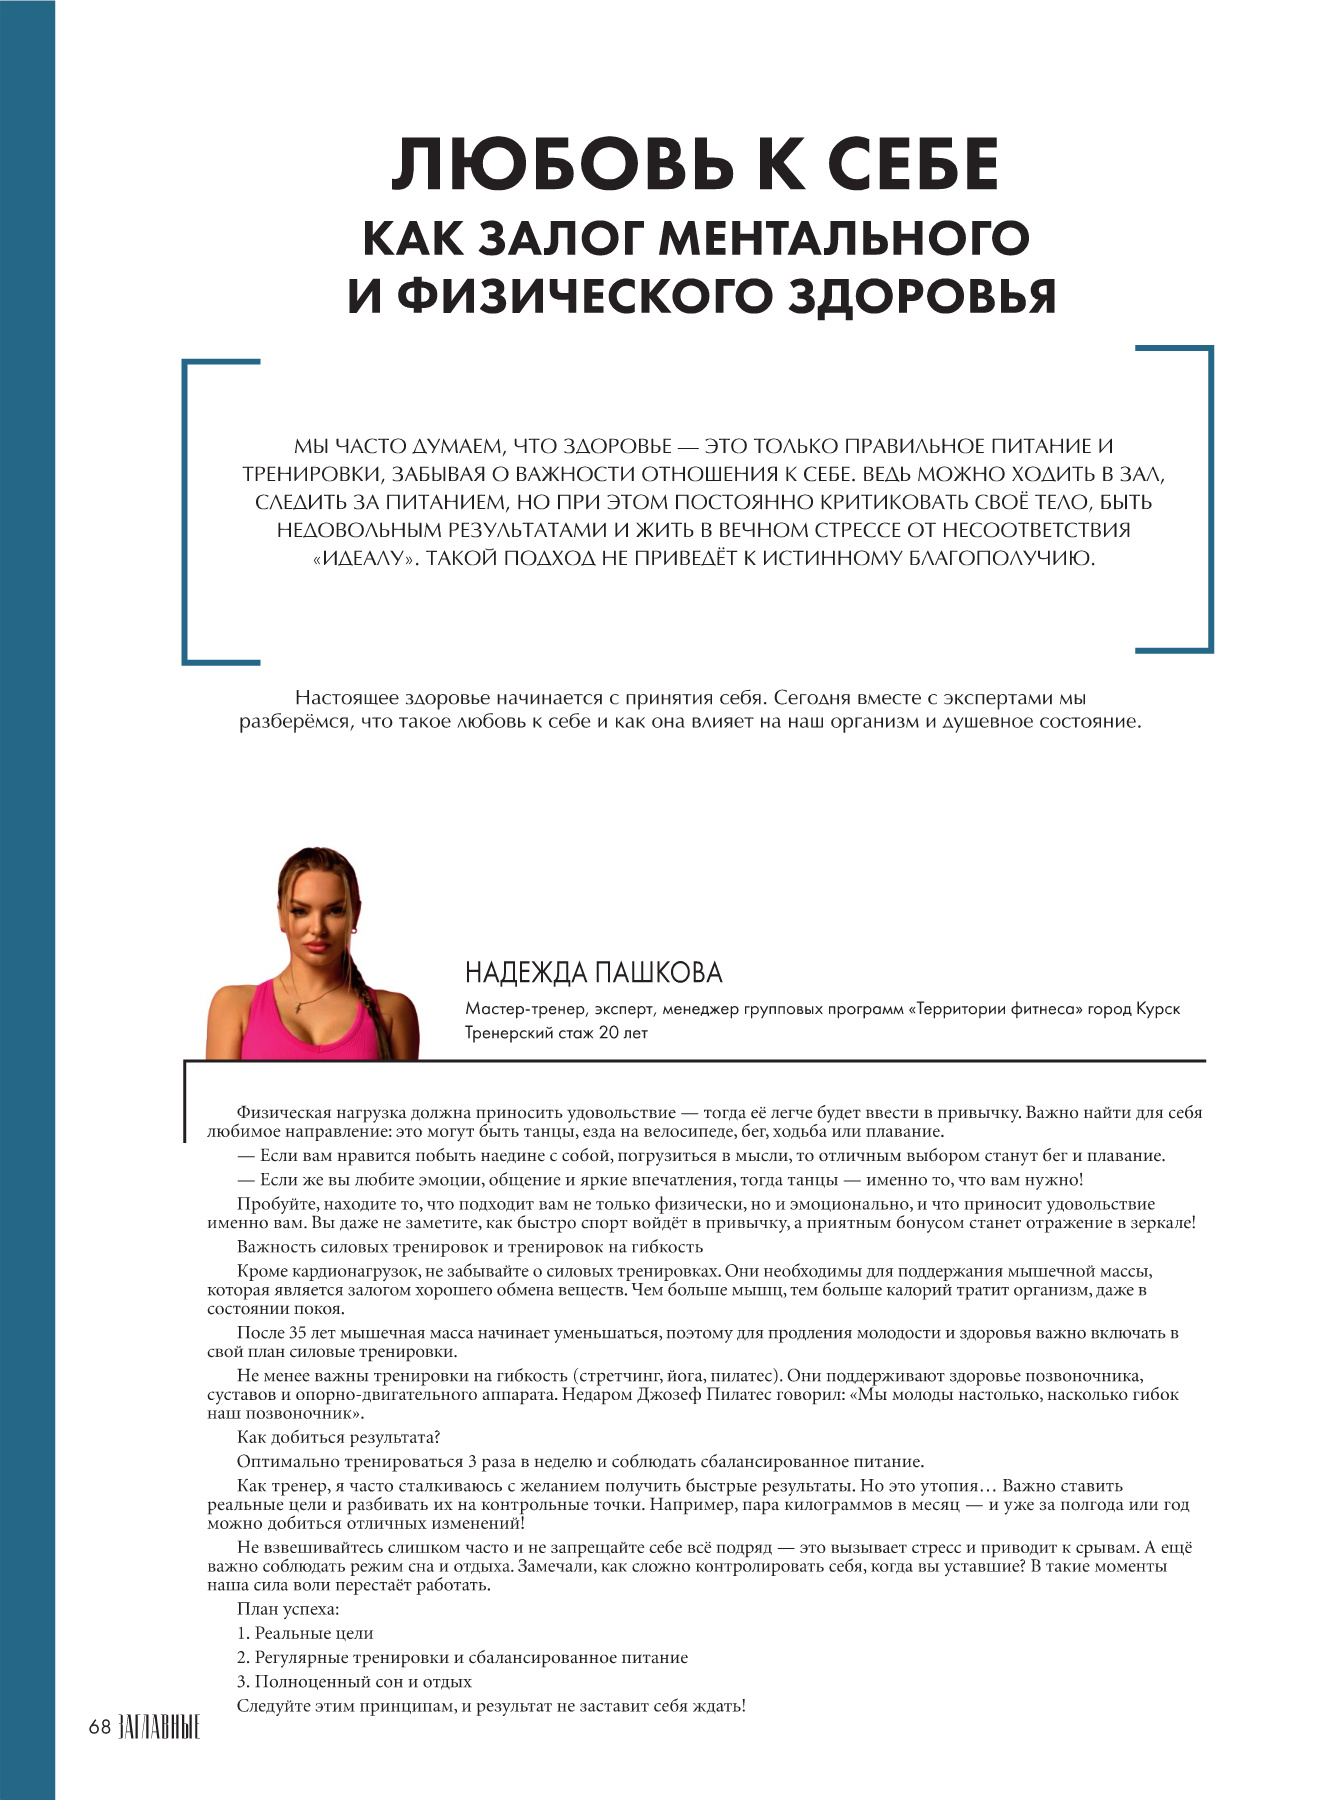 ЛЮБОВЬ К СЕБЕ
КАК ЗАЛОГ МЕНТАЛЬНОГО
И ФИЗИЧЕСКОГО ЗДОРОВЬЯ
МЫ ЧАСТО ДУМАЕМ, ЧТО ЗДОРОВЬЕ — ЭТО ТОЛЬКО ПРАВИЛЬНОЕ ПИТАНИЕ И
ТРЕНИРОВКИ, ЗАБЫВАЯ О ВАЖНОСТИ ОТНОШЕНИЯ К СЕБЕ. ВЕДЬ МОЖНО ХОДИТЬ В ЗАЛ,
СЛЕДИТЬ ЗА ПИТАНИЕМ, НО ПРИ ЭТОМ ПОСТОЯННО КРИТИКОВАТЬ СВОЁ ТЕЛО, БЫТЬ
НЕДОВОЛЬНЫМ РЕЗУЛЬТАТАМИ И ЖИТЬ В ВЕЧНОМ СТРЕССЕ ОТ НЕСООТВЕТСТВИЯ
«ИДЕАЛУ». ТАКОЙ ПОДХОД НЕ ПРИВЕДЁТ К ИСТИННОМУ БЛАГОПОЛУЧИЮ.
Настоящее здоровье начинается с принятия себя. Сегодня вместе с экспертами мы
разберёмся, что такое любовь к себе и как она влияет на наш организм и душевное состояние.
НАДЕЖДА ПАШКОВА
Мастер-тренер, эксперт, менеджер групповых программ «Территории фитнеса» город Курск
Тренерский стаж 20 лет
Физическая нагрузка должна приносить удовольствие — тогда её легче будет ввести в привычку. Важно найти для себя
любимое направление: это могут быть танцы, езда на велосипеде, бег, ходьба или плавание.
— Если вам нравится побыть наедине с собой, погрузиться в мысли, то отличным выбором станут бег и плавание.
— Если же вы любите эмоции, общение и яркие впечатления, тогда танцы — именно то, что вам нужно!
Пробуйте, находите то, что подходит вам не только физически, но и эмоционально, и что приносит удовольствие
именно вам. Вы даже не заметите, как быстро спорт войдёт в привычку, а приятным бонусом станет отражение в зеркале!
Важность силовых тренировок и тренировок на гибкость
Кроме кардионагрузок, не забывайте о силовых тренировках. Они необходимы для поддержания мышечной массы,
которая является залогом хорошего обмена веществ. Чем больше мышц, тем больше калорий тратит организм, даже в
состоянии покоя.
После 35 лет мышечная масса начинает уменьшаться, поэтому для продления молодости и здоровья важно включать в
свой план силовые тренировки.
Не менее важны тренировки на гибкость (стретчинг, йога, пилатес). Они поддерживают здоровье позвоночника,
суставов и опорно-двигательного аппарата. Недаром Джозеф Пилатес говорил: «Мы молоды настолько, насколько гибок
наш позвоночник».
Как добиться результата?
Оптимально тренироваться 3 раза в неделю и соблюдать сбалансированное питание.
Как тренер, я часто сталкиваюсь с желанием получить быстрые результаты. Но это утопия… Важно ставить
реальные цели и разбивать их на контрольные точки. Например, пара килограммов в месяц — и уже за полгода или год
можно добиться отличных изменений!
Не взвешивайтесь слишком часто и не запрещайте себе всё подряд — это вызывает стресс и приводит к срывам. А ещё
важно соблюдать режим сна и отдыха. Замечали, как сложно контролировать себя, когда вы уставшие? В такие моменты
наша сила воли перестаёт работать.
План успеха:
1. Реальные цели
2. Регулярные тренировки и сбалансированное питание
3. Полноценный сон и отдых
Следуйте этим принципам, и результат не заставит себя ждать!
68 ЗАГЛАВНЫЕ